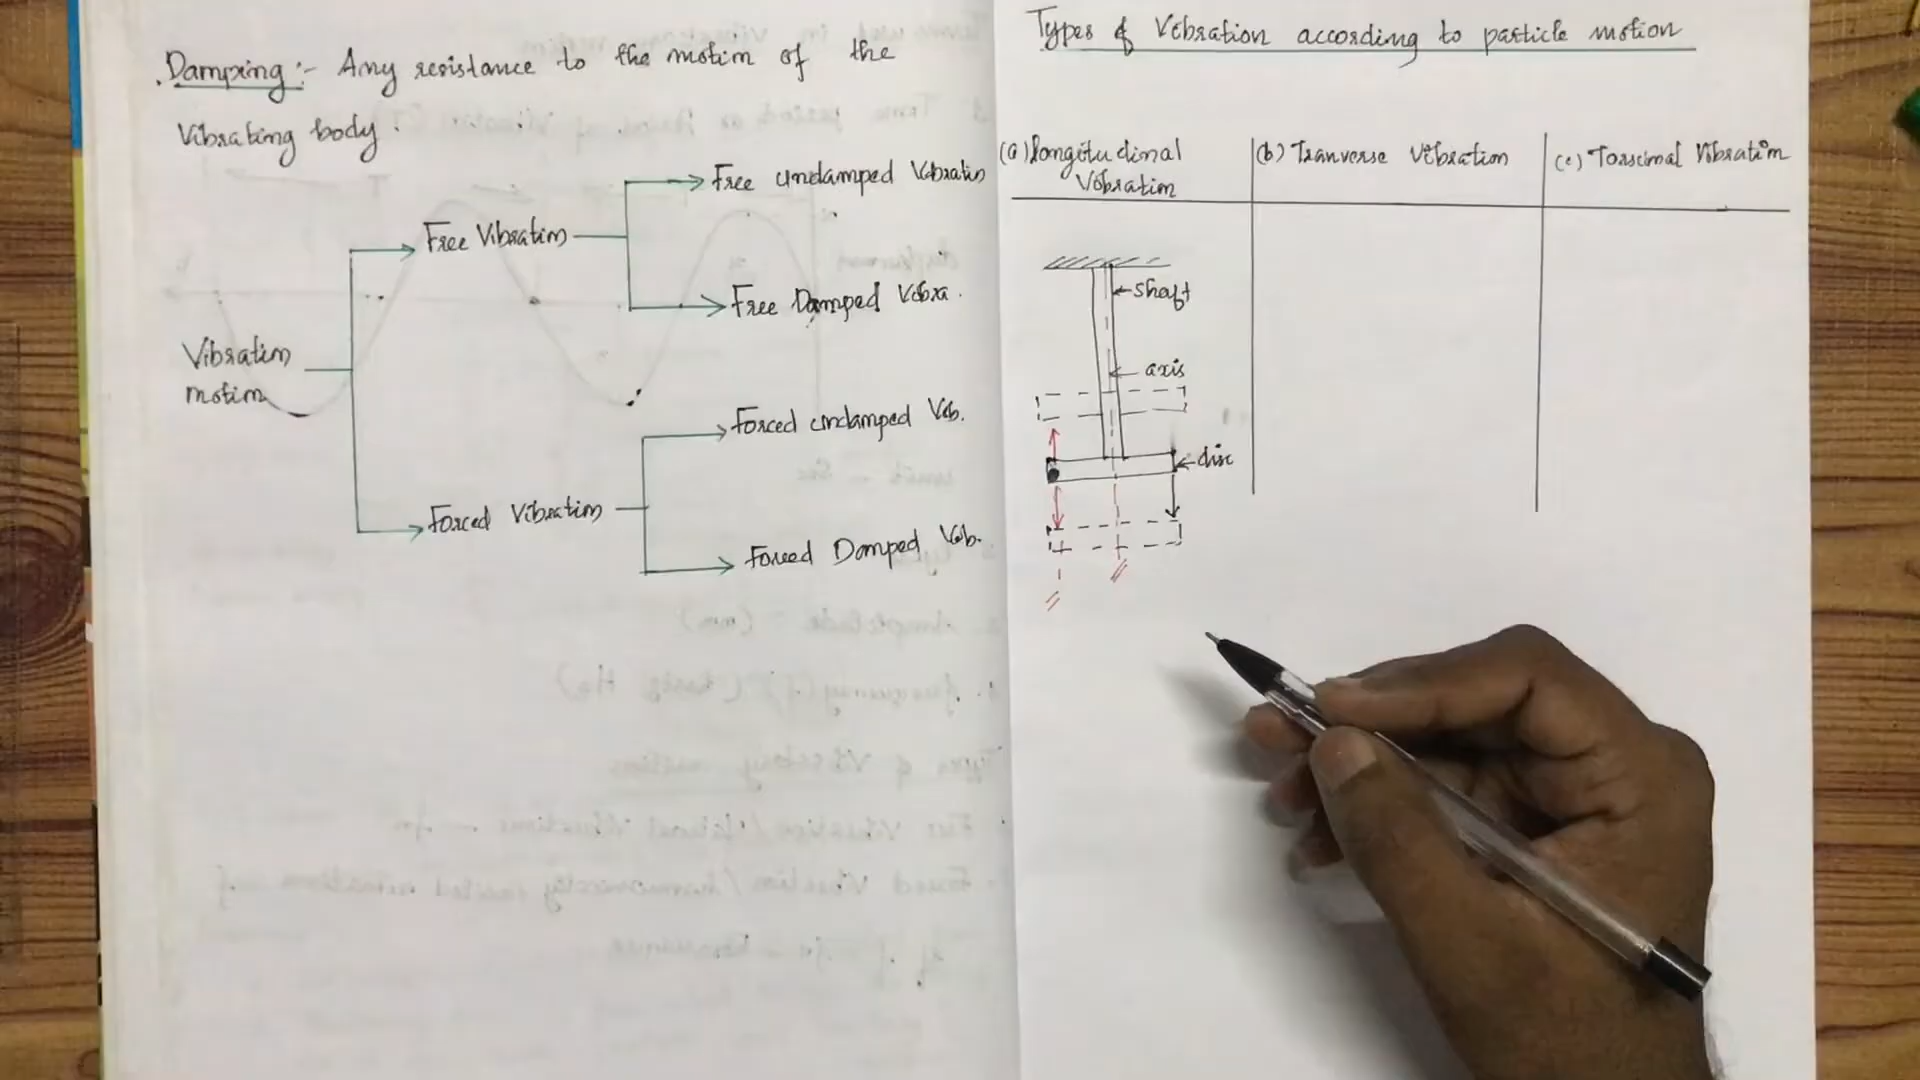 Damping :- Any resistance to the motion of the
Vibrating body.
Vibration
motion
Free Vibration
Free undamped Vibration
Free Damped Vibra.
Forced Vibration
Forced undamped Vib.
Forced Damped Vib.
Types of Vibration according to particle motion
(a) Longitudinal
Vibration
(b) Tranverse Vibration
(c) Torsional Vibration
shaft
axis
disc